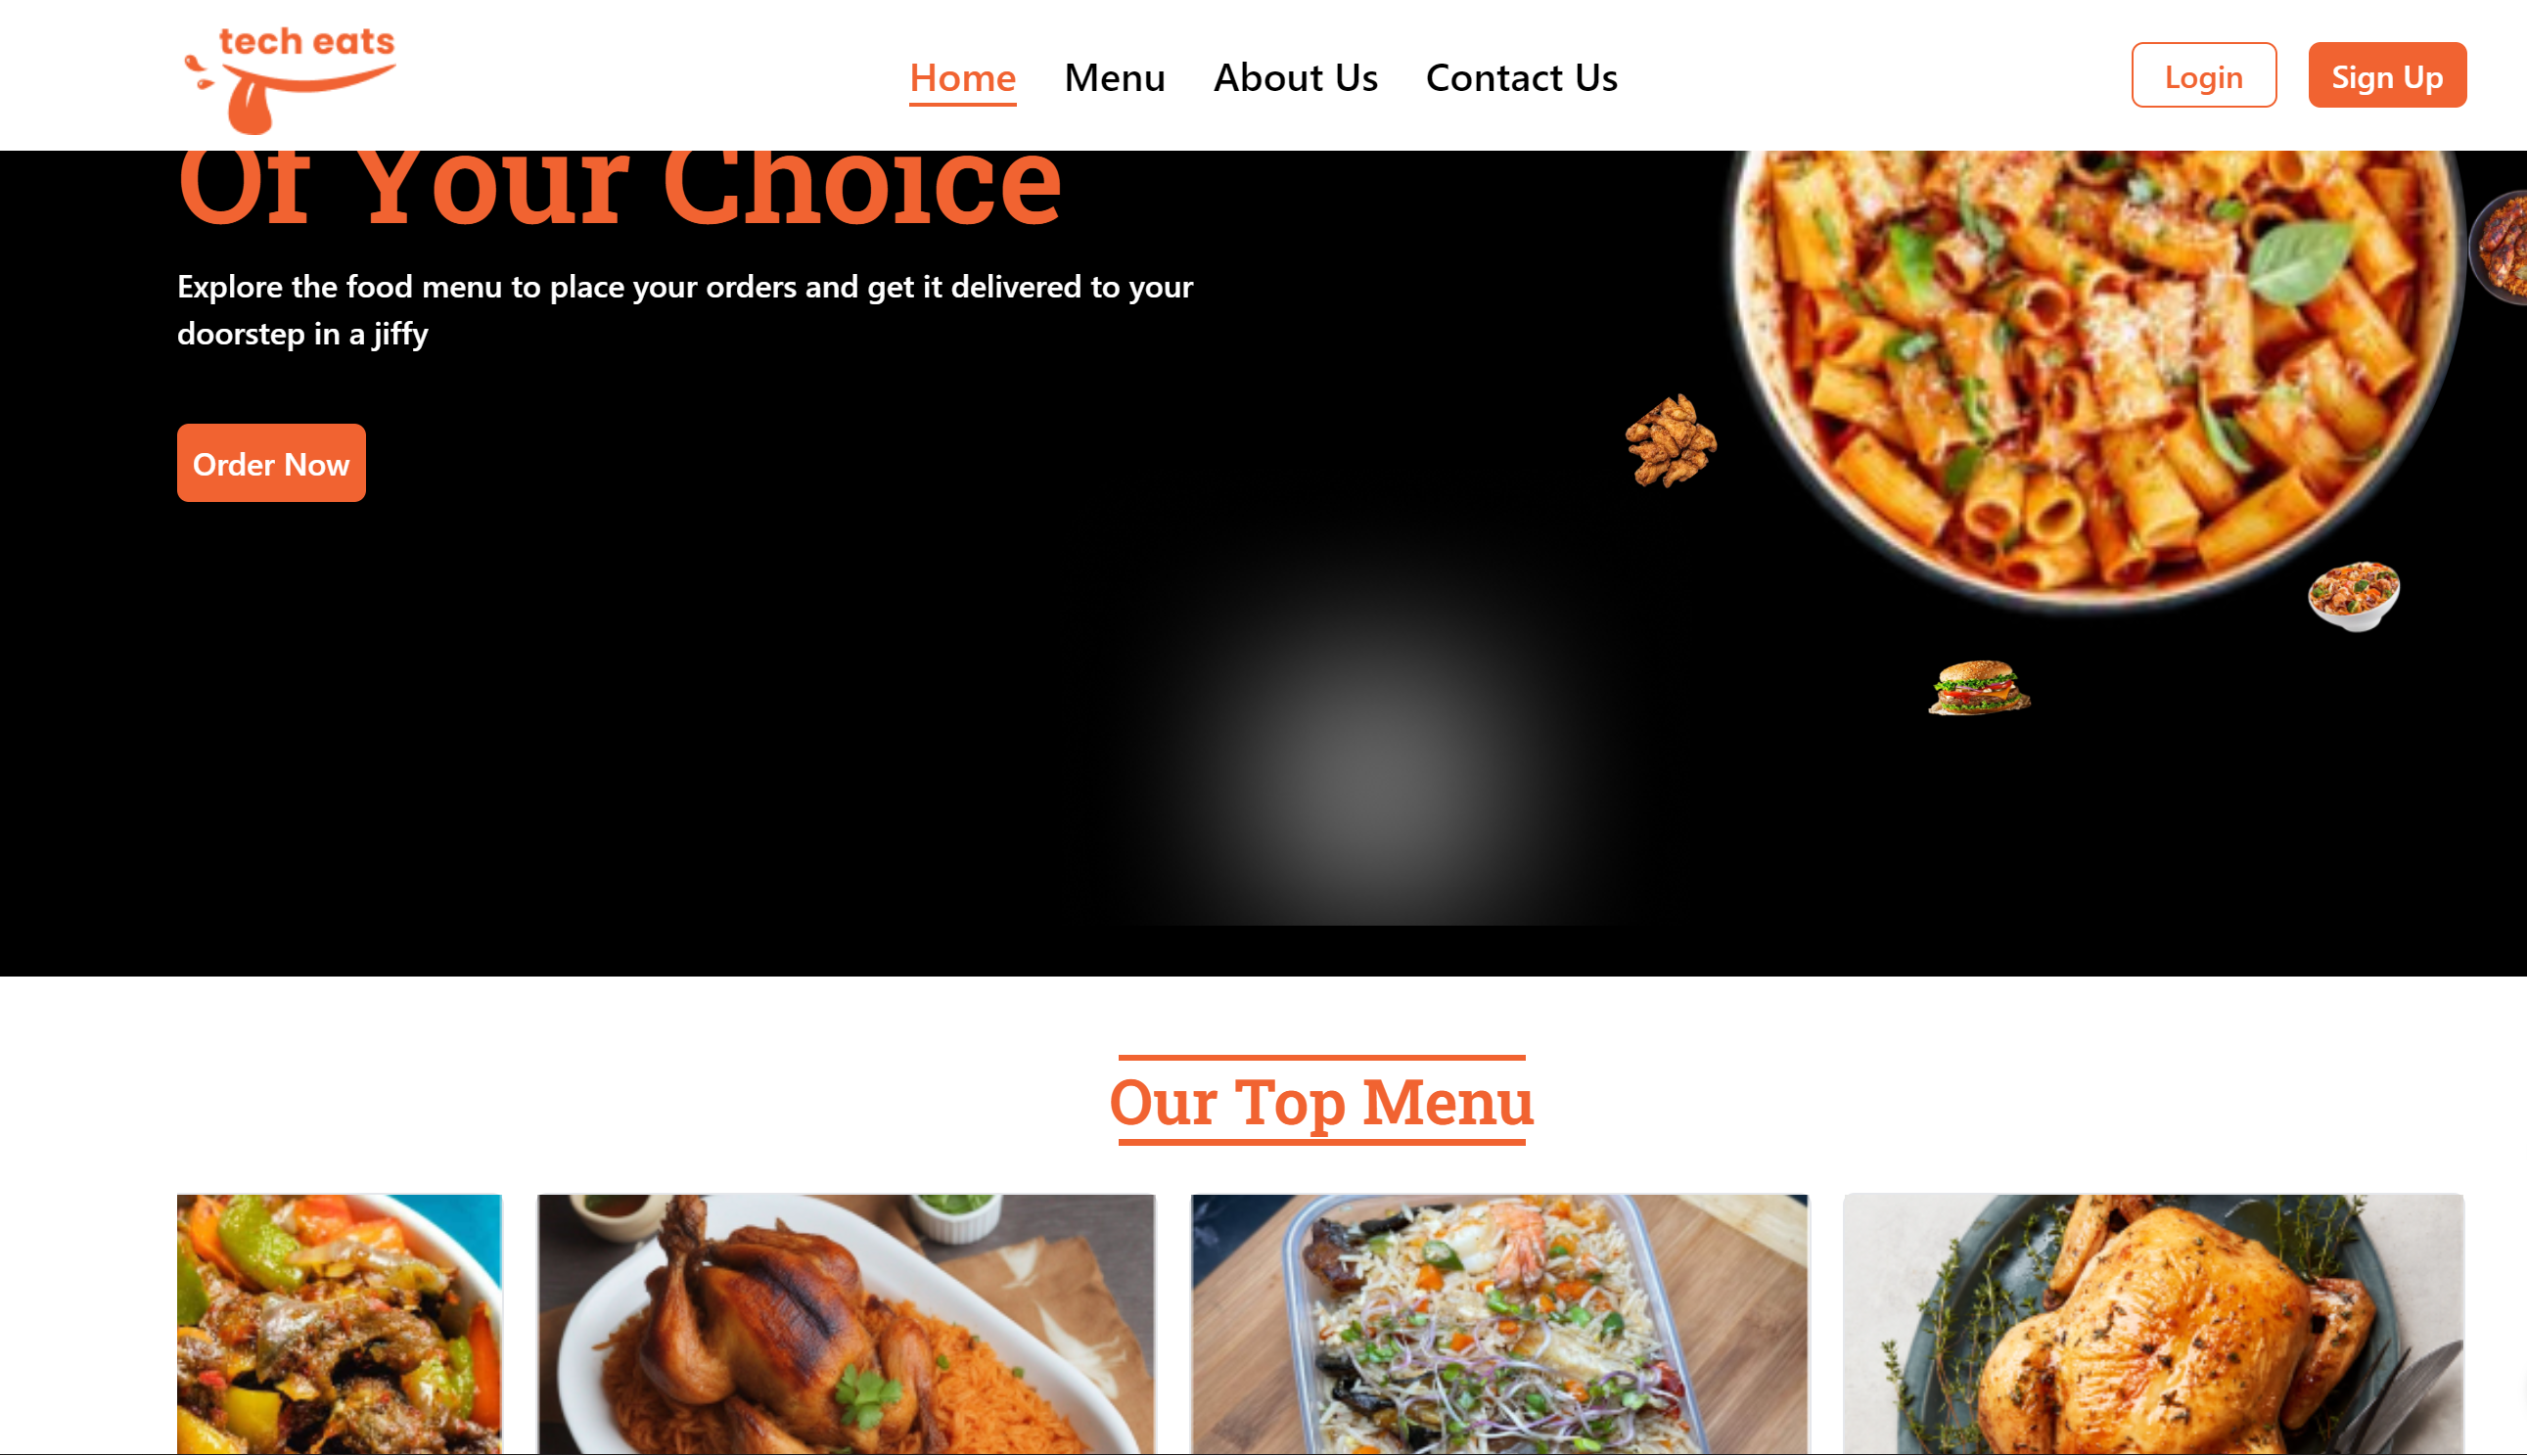 tech eats
Home Menu About Us Contact Us
Login Sign Up
Of Your Choice
Explore the food menu to place your orders and get it delivered to your
doorstep in a jiffy
Order Now
Our Top Menu